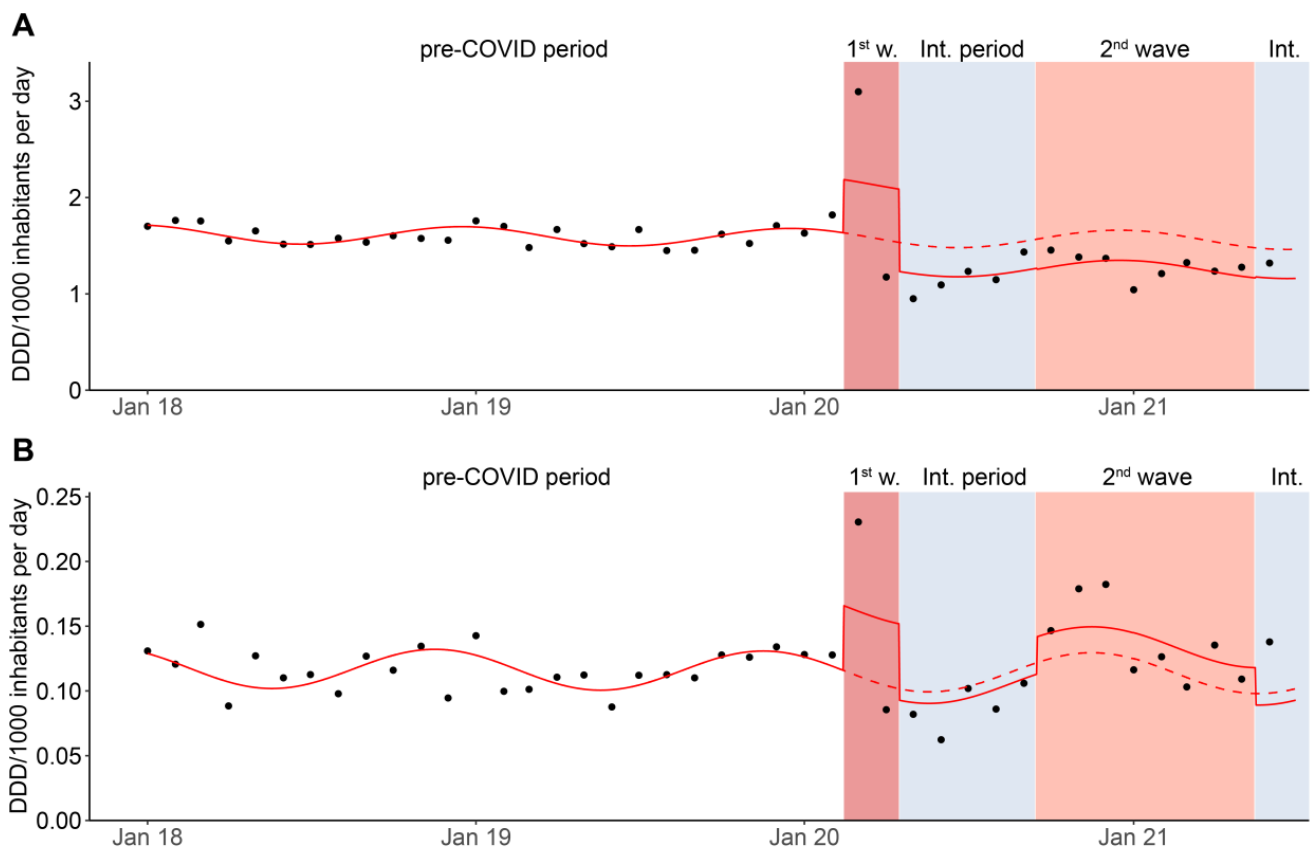 A
pre-COVID period 1st w. Int. period 2nd wave Int.
DDD/1000 inhabitants per day
3
2
1
0
Jan 18 Jan 19 Jan 20 Jan 21
B
pre-COVID period 1st w. Int. period 2nd wave Int.
DDD/1000 inhabitants per day
0.25
0.20
0.15
0.10
0.05
0.00
Jan 18 Jan 19 Jan 20 Jan 21